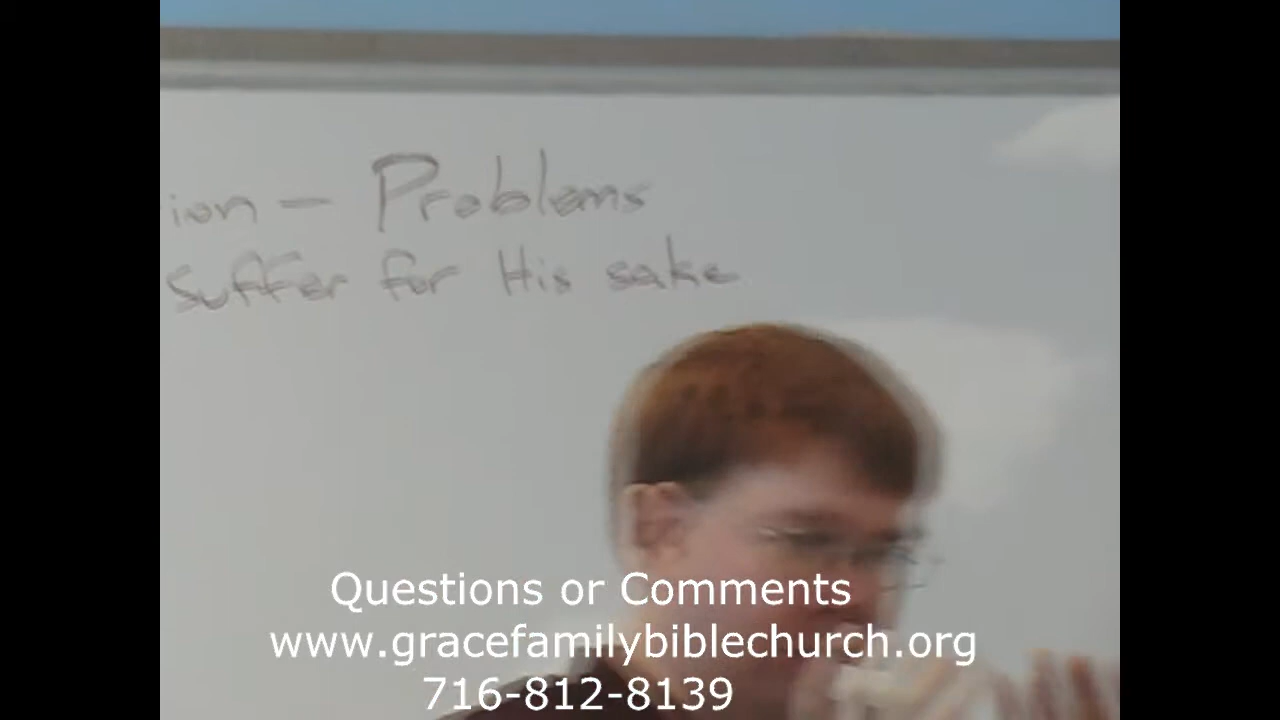 ion – Problems
Suffer for His sake
Questions or Comments
www.gracefamilybiblechurch.org
716-812-8139